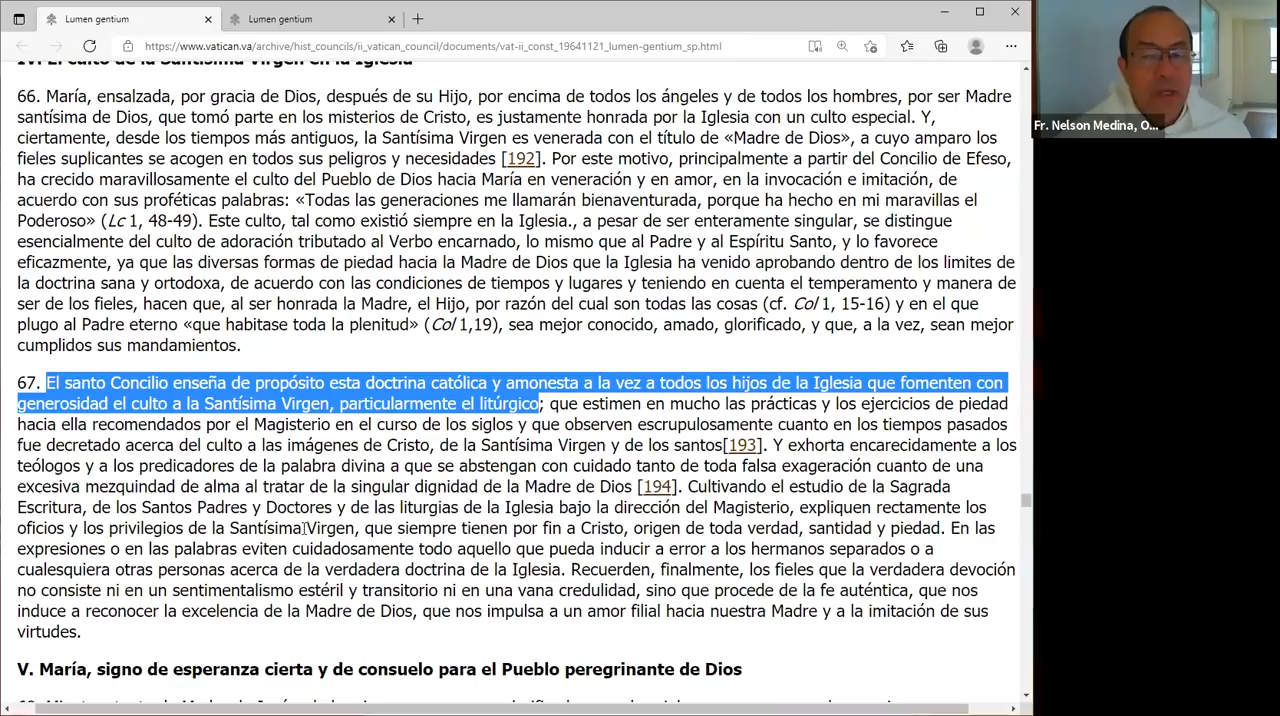 Lumen gentium
Lumen gentium
https://www.vatican.va/archive/hist_councils/ii_vatican_council/documents/vat-ii_const_19641121_lumen-gentium_sp.html
Fr. Nelson Medina, O...
IV. El culto de la Santísima Virgen en la Iglesia
66. María, ensalzada, por gracia de Dios, después de su Hijo, por encima de todos los ángeles y de todos los hombres, por ser Madre
santísima de Dios, que tomó parte en los misterios de Cristo, es justamente honrada por la Iglesia con un culto especial. Y,
ciertamente, desde los tiempos más antiguos, la Santísima Virgen es venerada con el título de «Madre de Dios», a cuyo amparo los
fieles suplicantes se acogen en todos sus peligros y necesidades [192]. Por este motivo, principalmente a partir del Concilio de Efeso,
ha crecido maravillosamente el culto del Pueblo de Dios hacia María en veneración y en amor, en la invocación e imitación, de
acuerdo con sus proféticas palabras: «Todas las generaciones me llamarán bienaventurada, porque ha hecho en mi maravillas el
Poderoso» (Lc 1, 48-49). Este culto, tal como existió siempre en la Iglesia., a pesar de ser enteramente singular, se distingue
esencialmente del culto de adoración tributado al Verbo encarnado, lo mismo que al Padre y al Espíritu Santo, y lo favorece
eficazmente, ya que las diversas formas de piedad hacia la Madre de Dios que la Iglesia ha venido aprobando dentro de los limites de
la doctrina sana y ortodoxa, de acuerdo con las condiciones de tiempos y lugares y teniendo en cuenta el temperamento y manera de
ser de los fieles, hacen que, al ser honrada la Madre, el Hijo, por razón del cual son todas las cosas (cf. Col 1, 15-16) y en el que
plugo al Padre eterno «que habitase toda la plenitud» (Col 1,19), sea mejor conocido, amado, glorificado, y que, a la vez, sean mejor
cumplidos sus mandamientos.
67. El santo Concilio enseña de propósito esta doctrina católica y amonesta a la vez a todos los hijos de la Iglesia que fomenten con
generosidad el culto a la Santísima Virgen, particularmente el litúrgico; que estimen en mucho las prácticas y los ejercicios de piedad
hacia ella recomendados por el Magisterio en el curso de los siglos y que observen escrupulosamente cuanto en los tiempos pasados
fue decretado acerca del culto a las imágenes de Cristo, de la Santísima Virgen y de los santos[193]. Y exhorta encarecidamente a los
teólogos y a los predicadores de la palabra divina a que se abstengan con cuidado tanto de toda falsa exageración cuanto de una
excesiva mezquindad de alma al tratar de la singular dignidad de la Madre de Dios [194]. Cultivando el estudio de la Sagrada
Escritura, de los Santos Padres y Doctores y de las liturgias de la Iglesia bajo la dirección del Magisterio, expliquen rectamente los
oficios y los privilegios de la Santísima Virgen, que siempre tienen por fin a Cristo, origen de toda verdad, santidad y piedad. En las
expresiones o en las palabras eviten cuidadosamente todo aquello que pueda inducir a error a los hermanos separados o a
cualesquiera otras personas acerca de la verdadera doctrina de la Iglesia. Recuerden, finalmente, los fieles que la verdadera devoción
no consiste ni en un sentimentalismo estéril y transitorio ni en una vana credulidad, sino que procede de la fe auténtica, que nos
induce a reconocer la excelencia de la Madre de Dios, que nos impulsa a un amor filial hacia nuestra Madre y a la imitación de sus
virtudes.
V. María, signo de esperanza cierta y de consuelo para el Pueblo peregrinante de Dios